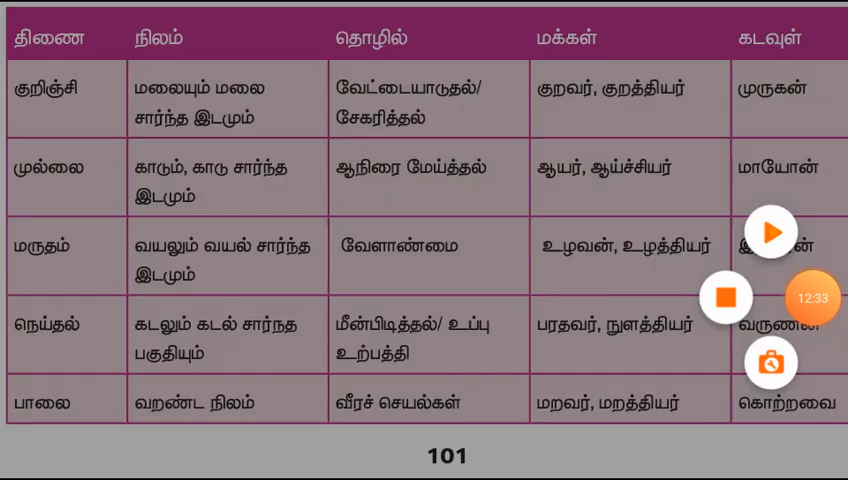 திணை நிலம் தொழில் மக்கள் கடவுள்
குறிஞ்சி மலையும் மலை வேட்டையாடுதல்/ குறவர், குறத்தியர் முருகன்
சார்ந்த இடமும் சேகரித்தல்
முல்லை காடும், காடு சார்ந்த ஆநிரை மேய்த்தல் ஆயர், ஆய்ச்சியர் மாயோன்
இடமும்
மருதம் வயலும் வயல் சார்ந்த வேளாண்மை உழவன், உழத்தியர்
இடமும்
நெய்தல் கடலும் கடல் சார்நத மீன்பிடித்தல்/ உப்பு பரதவர், நுளத்தியர் வருணன்
பகுதியும் உற்பத்தி
பாலை வறண்ட நிலம் வீரச் செயல்கள் மறவர், மறத்தியர் கொற்றவை
12:33
101